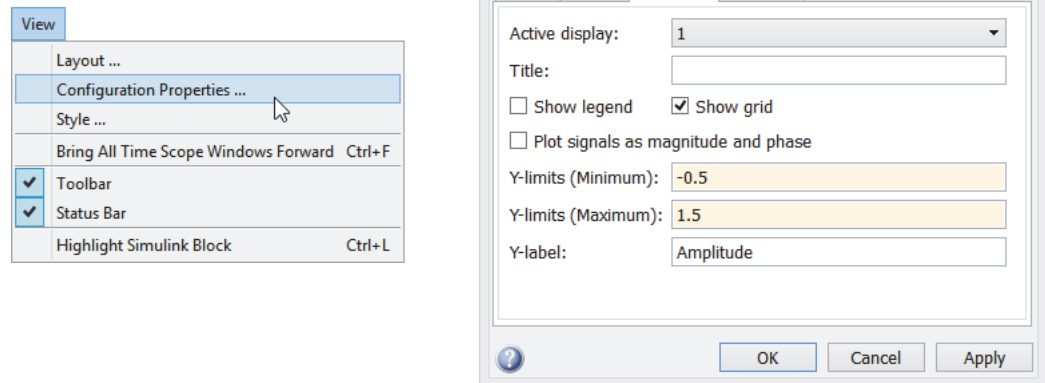 View
Layout ...
Configuration Properties ...
Style ...
Bring All Time Scope Windows Forward Ctrl+F
Toolbar
Status Bar
Highlight Simulink Block Ctrl+L
Active display: 1
Title:
Show legend Show grid
Plot signals as magnitude and phase
Y-limits (Minimum): -0.5
Y-limits (Maximum): 1.5
Y-label: Amplitude
? OK Cancel Apply